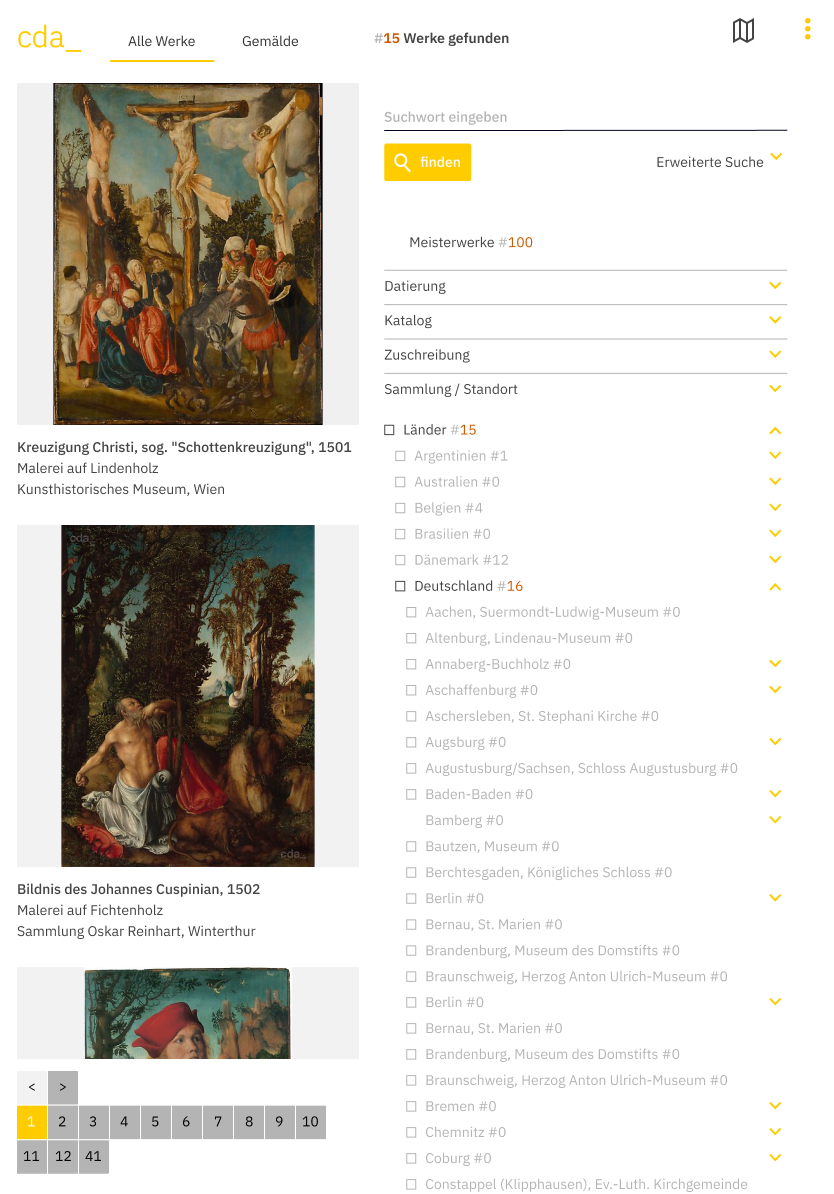 cda_
Alle Werke
Gemälde
#15 Werke gefunden
Kreuzigung Christi, sog. "Schottenkreuzigung", 1501
Malerei auf Lindenholz
Kunsthistorisches Museum, Wien
cda_
cda_
Bildnis des Johannes Cuspinian, 1502
Malerei auf Fichtenholz
Sammlung Oskar Reinhart, Winterthur
< >
1 2 3 4 5 6 7 8 9 10
11 12 41
Suchwort eingeben
finden
Erweiterte Suche
Meisterwerke #100
Datierung
Katalog
Zuschreibung
Sammlung / Standort
Länder #15
Argentinien #1
Australien #0
Belgien #4
Brasilien #0
Dänemark #12
Deutschland #16
Aachen, Suermondt-Ludwig-Museum #0
Altenburg, Lindenau-Museum #0
Annaberg-Buchholz #0
Aschaffenburg #0
Aschersleben, St. Stephani Kirche #0
Augsburg #0
Augustusburg/Sachsen, Schloss Augustusburg #0
Baden-Baden #0
Bamberg #0
Bautzen, Museum #0
Berchtesgaden, Königliches Schloss #0
Berlin #0
Bernau, St. Marien #0
Brandenburg, Museum des Domstifts #0
Braunschweig, Herzog Anton Ulrich-Museum #0
Berlin #0
Bernau, St. Marien #0
Brandenburg, Museum des Domstifts #0
Braunschweig, Herzog Anton Ulrich-Museum #0
Bremen #0
Chemnitz #0
Coburg #0
Constappel (Klipphausen), Ev.-Luth. Kirchgemeinde